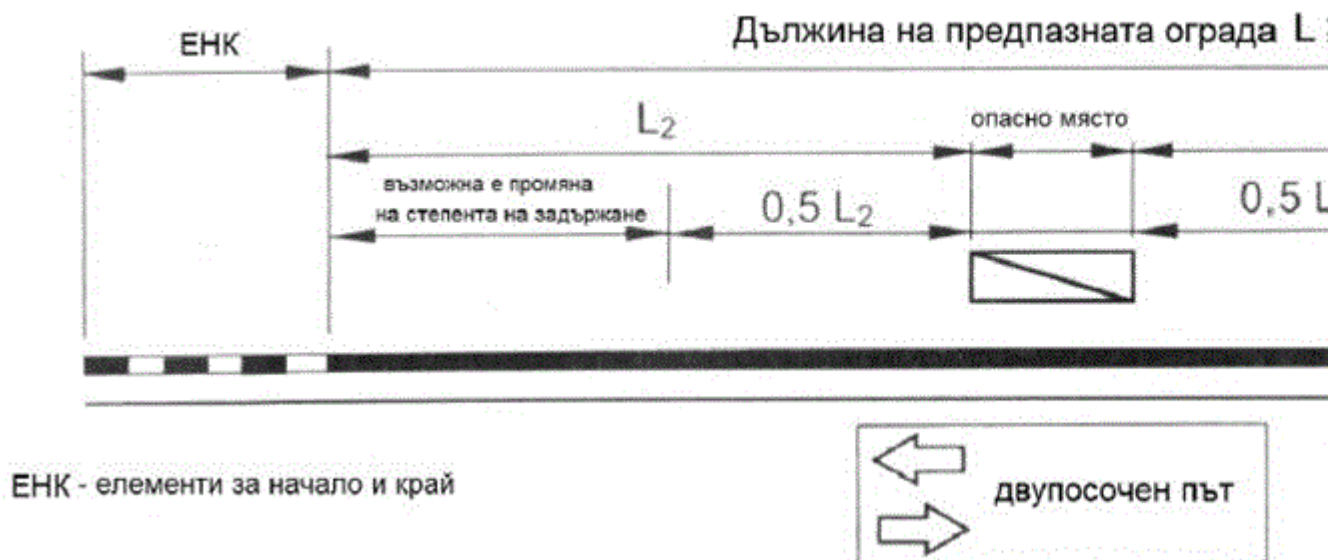 ЕНК
Дължина на предпазната ограда L
L₂
опасно място
възможна е промяна
на степента на задържане
0,5 L₂
0,5 L
ЕНК - елементи за начало и край
двупосочен път